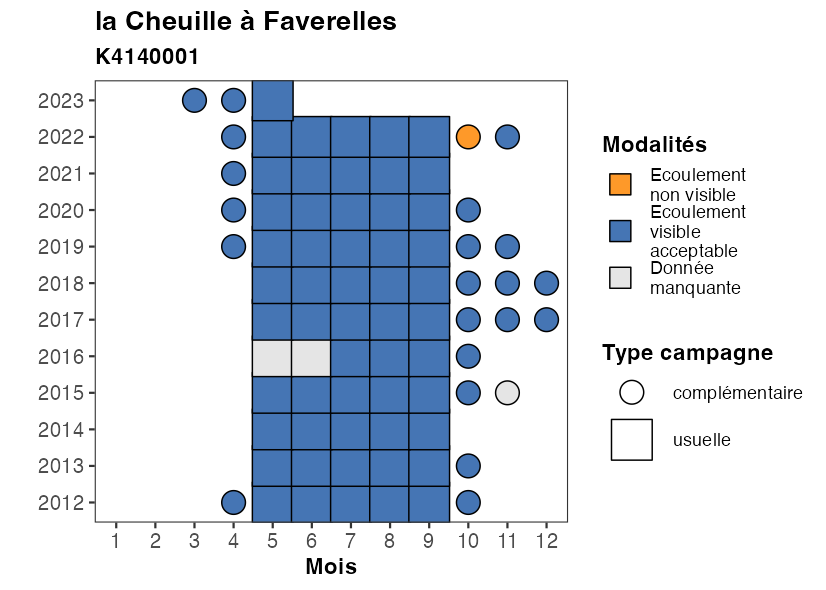 la Cheuille à Faverelles
K4140001
2023
2022
2021
2020
2019
2018
2017
2016
2015
2014
2013
2012
1 2 3 4 5 6 7 8 9 10 11 12
Mois
Modalités
Ecoulement
non visible
Ecoulement
visible
acceptable
Donnée
manquante
Type campagne
complémentaire
usuelle